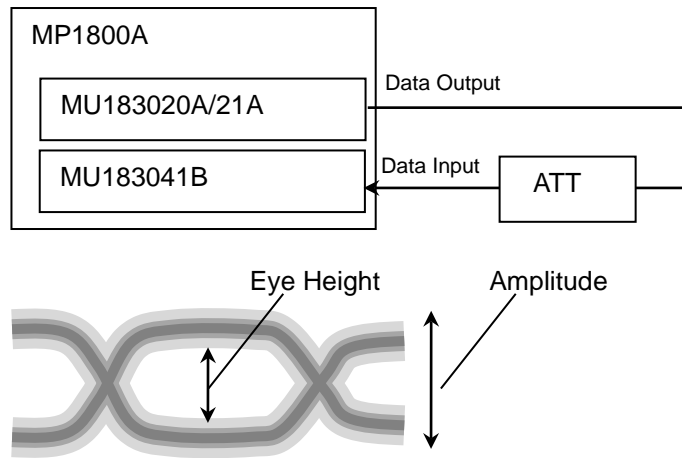 MP1800A
MU183020A/21A
Data Output
MU183041B
Data Input
ATT
Eye Height
Amplitude